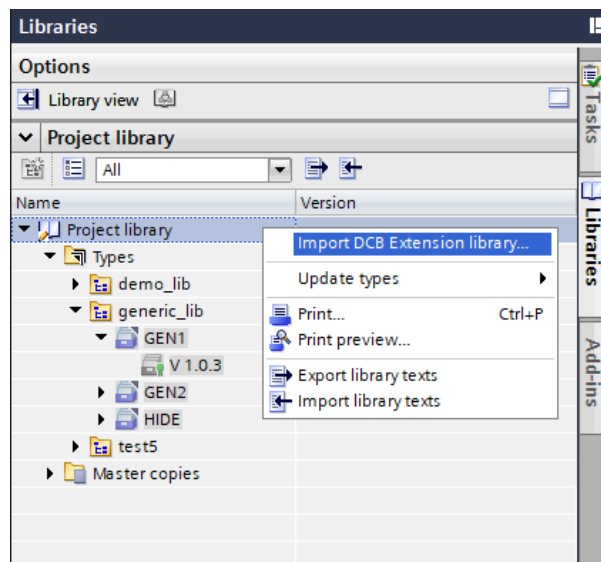 Libraries
Options
Library view
Project library
All
Name Version
Project library
Types
demo_lib
generic_lib
GEN1
V 1.0.3
GEN2
HIDE
test5
Master copies
Import DCB Extension library...
Update types
Print... Ctrl+P
Print preview...
Export library texts
Import library texts
Tasks
Libraries
Add-ins